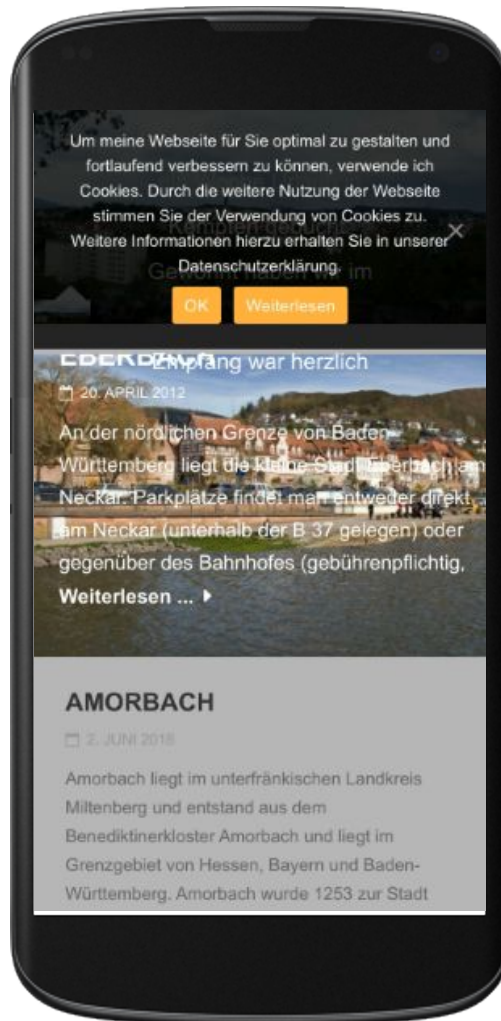 Um meine Webseite für Sie optimal zu gestalten und
fortlaufend verbessern zu können, verwende ich
Cookies. Durch die weitere Nutzung der Webseite
stimmen Sie der Verwendung von Cookies zu.
Weitere Informationen hierzu erhalten Sie in unserer
Datenschutzerklärung.
×
OK Weiterlesen
Kempten
im
EBERBACH
Empfang war herzlich
20. APRIL 2012
An der nördlichen Grenze von Baden-
Württemberg liegt die kleine Stadt Eberbach am
Neckar. Parkplätze findet man entweder direkt
am Neckar (unterhalb der B 37 gelegen) oder
gegenüber des Bahnhofes (gebührenpflichtig,
Weiterlesen ...
AMORBACH
2. JUNI 2018
Amorbach liegt im unterfränkischen Landkreis
Miltenberg und entstand aus dem
Benediktinerkloster Amorbach und liegt im
Grenzgebiet von Hessen, Bayern und Baden-
Württemberg. Amorbach wurde 1253 zur Stadt